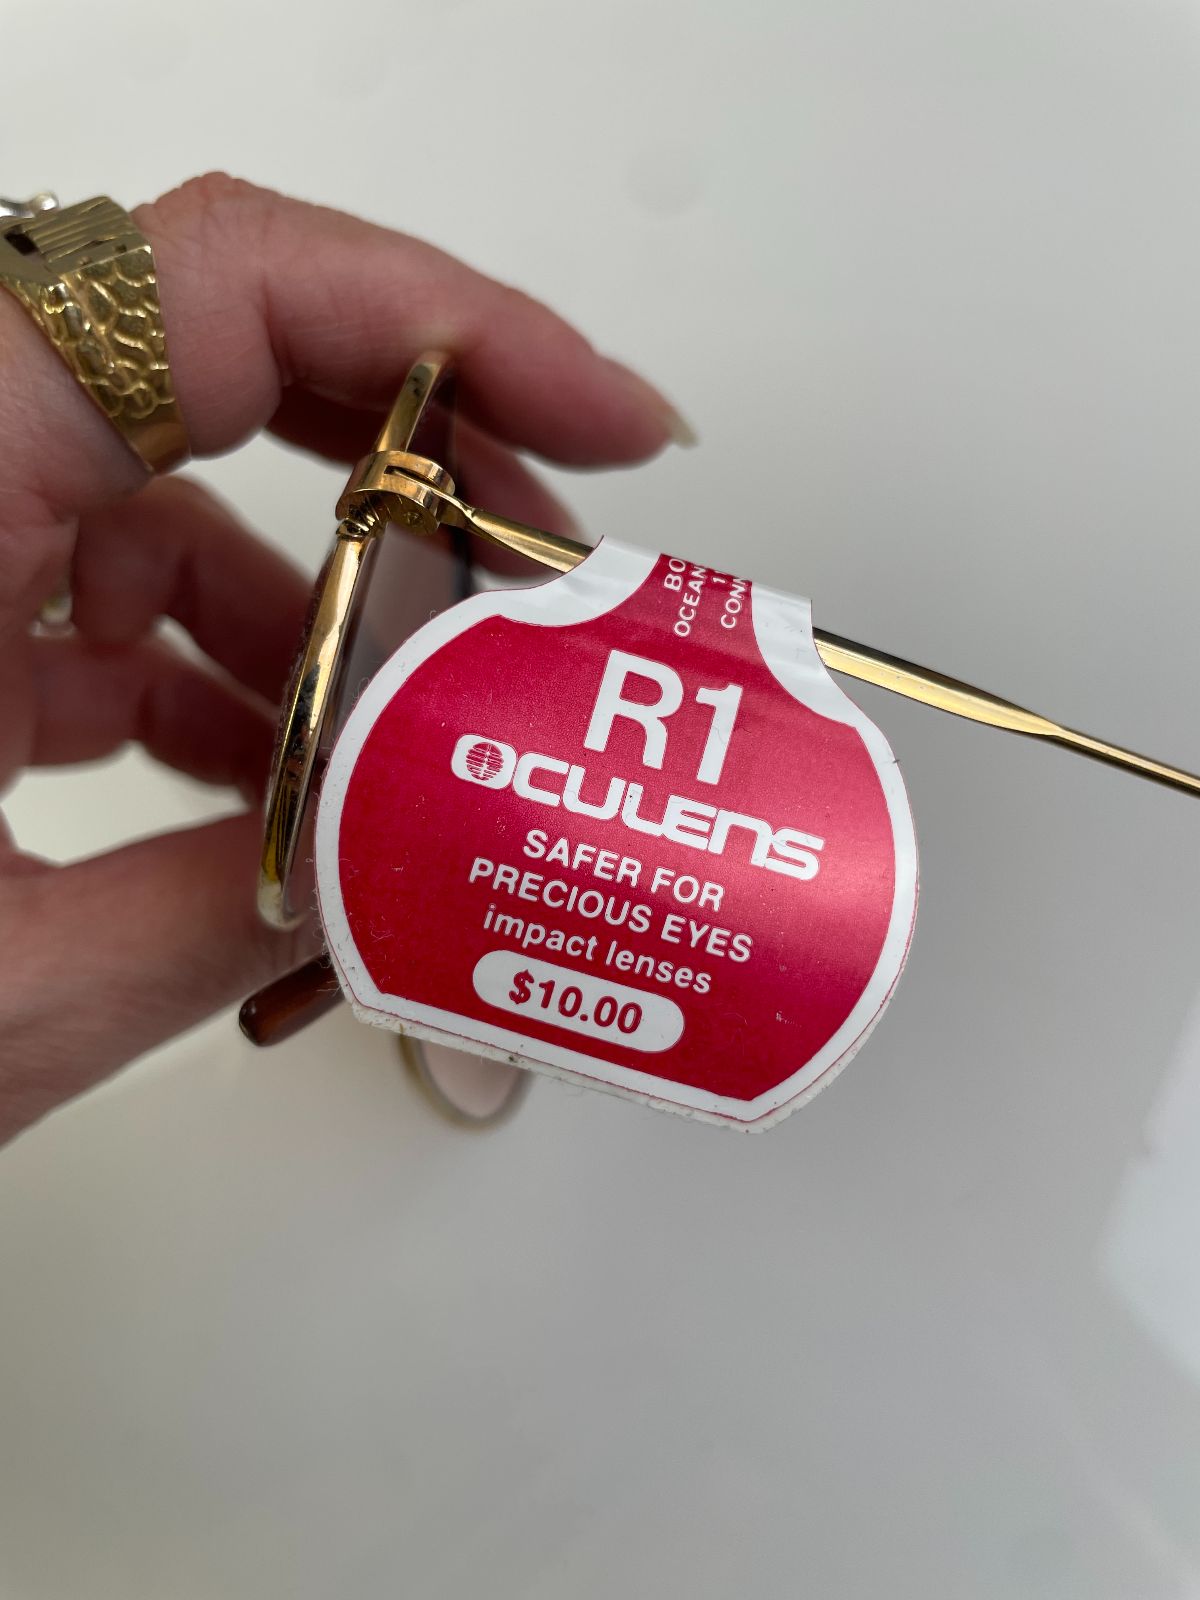 R1
OCULENS
SAFER FOR
PRECIOUS EYES
impact lenses
$10.00